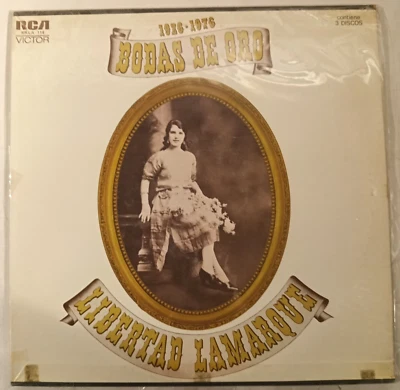 RCA
VICTOR
1926-1976
BODAS DE ORO
contiene
3 DISCOS
LIBERTAD LAMARQUE